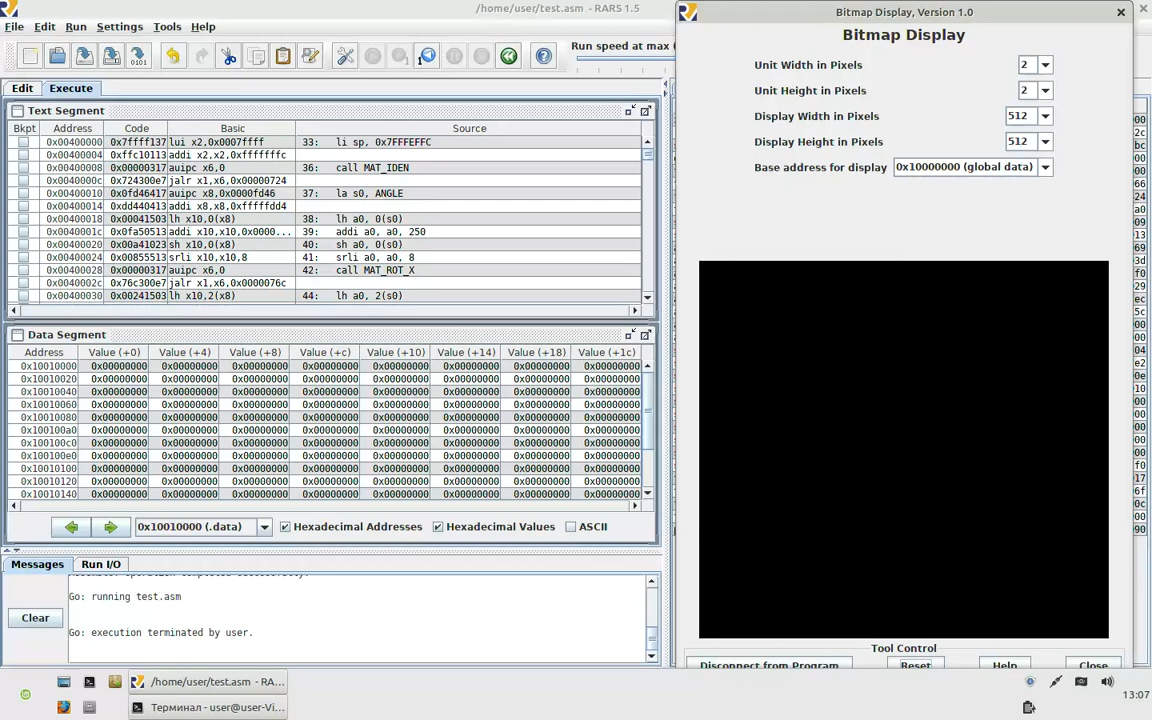 /home/user/test.asm - RARS 1.5
File Edit Run Settings Tools Help
Run speed at max (
Edit Execute
Text Segment
Bkpt Address Code Basic Source
0x00400000 0x7ffff137 lui x2,0x0007ffff 33: li sp, 0x7FFFEFFC
0x00400004 0xffc10113 addi x2,x2,0xfffffffc
0x00400008 0x00000317 auipc x6,0 36: call MAT_IDEN
0x0040000c 0x724300e7 jalr x1,x6,0x00000724
0x00400010 0x0fd46417 auipc x8,0x0000fd46 37: la s0, ANGLE
0x00400014 0xdd440413 addi x8,x8,0xfffffdd4
0x00400018 0x00041503 lh x10,0(x8) 38: lh a0, 0(s0)
0x0040001c 0x0fa50513 addi x10,x10,0x0000... 39: addi a0, a0, 250
0x00400020 0x00a41023 sh x10,0(x8) 40: sh a0, 0(s0)
0x00400024 0x00855513 srli x10,x10,8 41: srli a0, a0, 8
0x00400028 0x00000317 auipc x6,0 42: call MAT_ROT_X
0x0040002c 0x76c300e7 jalr x1,x6,0x0000076c
0x00400030 0x00241503 lh x10,2(x8) 44: lh a0, 2(s0)
Data Segment
Address Value (+0) Value (+4) Value (+8) Value (+c) Value (+10) Value (+14) Value (+18) Value (+1c)
0x10010000 0x00000000 0x00000000 0x00000000 0x00000000 0x00000000 0x00000000 0x00000000 0x00000000
0x10010020 0x00000000 0x00000000 0x00000000 0x00000000 0x00000000 0x00000000 0x00000000 0x00000000
0x10010040 0x00000000 0x00000000 0x00000000 0x00000000 0x00000000 0x00000000 0x00000000 0x00000000
0x10010060 0x00000000 0x00000000 0x00000000 0x00000000 0x00000000 0x00000000 0x00000000 0x00000000
0x10010080 0x00000000 0x00000000 0x00000000 0x00000000 0x00000000 0x00000000 0x00000000 0x00000000
0x100100a0 0x00000000 0x00000000 0x00000000 0x00000000 0x00000000 0x00000000 0x00000000 0x00000000
0x100100c0 0x00000000 0x00000000 0x00000000 0x00000000 0x00000000 0x00000000 0x00000000 0x00000000
0x100100e0 0x00000000 0x00000000 0x00000000 0x00000000 0x00000000 0x00000000 0x00000000 0x00000000
0x10010100 0x00000000 0x00000000 0x00000000 0x00000000 0x00000000 0x00000000 0x00000000 0x00000000
0x10010120 0x00000000 0x00000000 0x00000000 0x00000000 0x00000000 0x00000000 0x00000000 0x00000000
0x10010140 0x00000000 0x00000000 0x00000000 0x00000000 0x00000000 0x00000000 0x00000000 0x00000000
0x10010000 (.data) Hexadecimal Addresses Hexadecimal Values ASCII
Messages Run I/O
Clear
Go: running test.asm
Go: execution terminated by user.
Bitmap Display, Version 1.0
Bitmap Display
Unit Width in Pixels 2
Unit Height in Pixels 2
Display Width in Pixels 512
Display Height in Pixels 512
Base address for display 0x10000000 (global data)
Tool Control
Disconnect from Program Reset Help Close
/home/user/test.asm - RA...
Терминал - user@user-Vi...
13:07